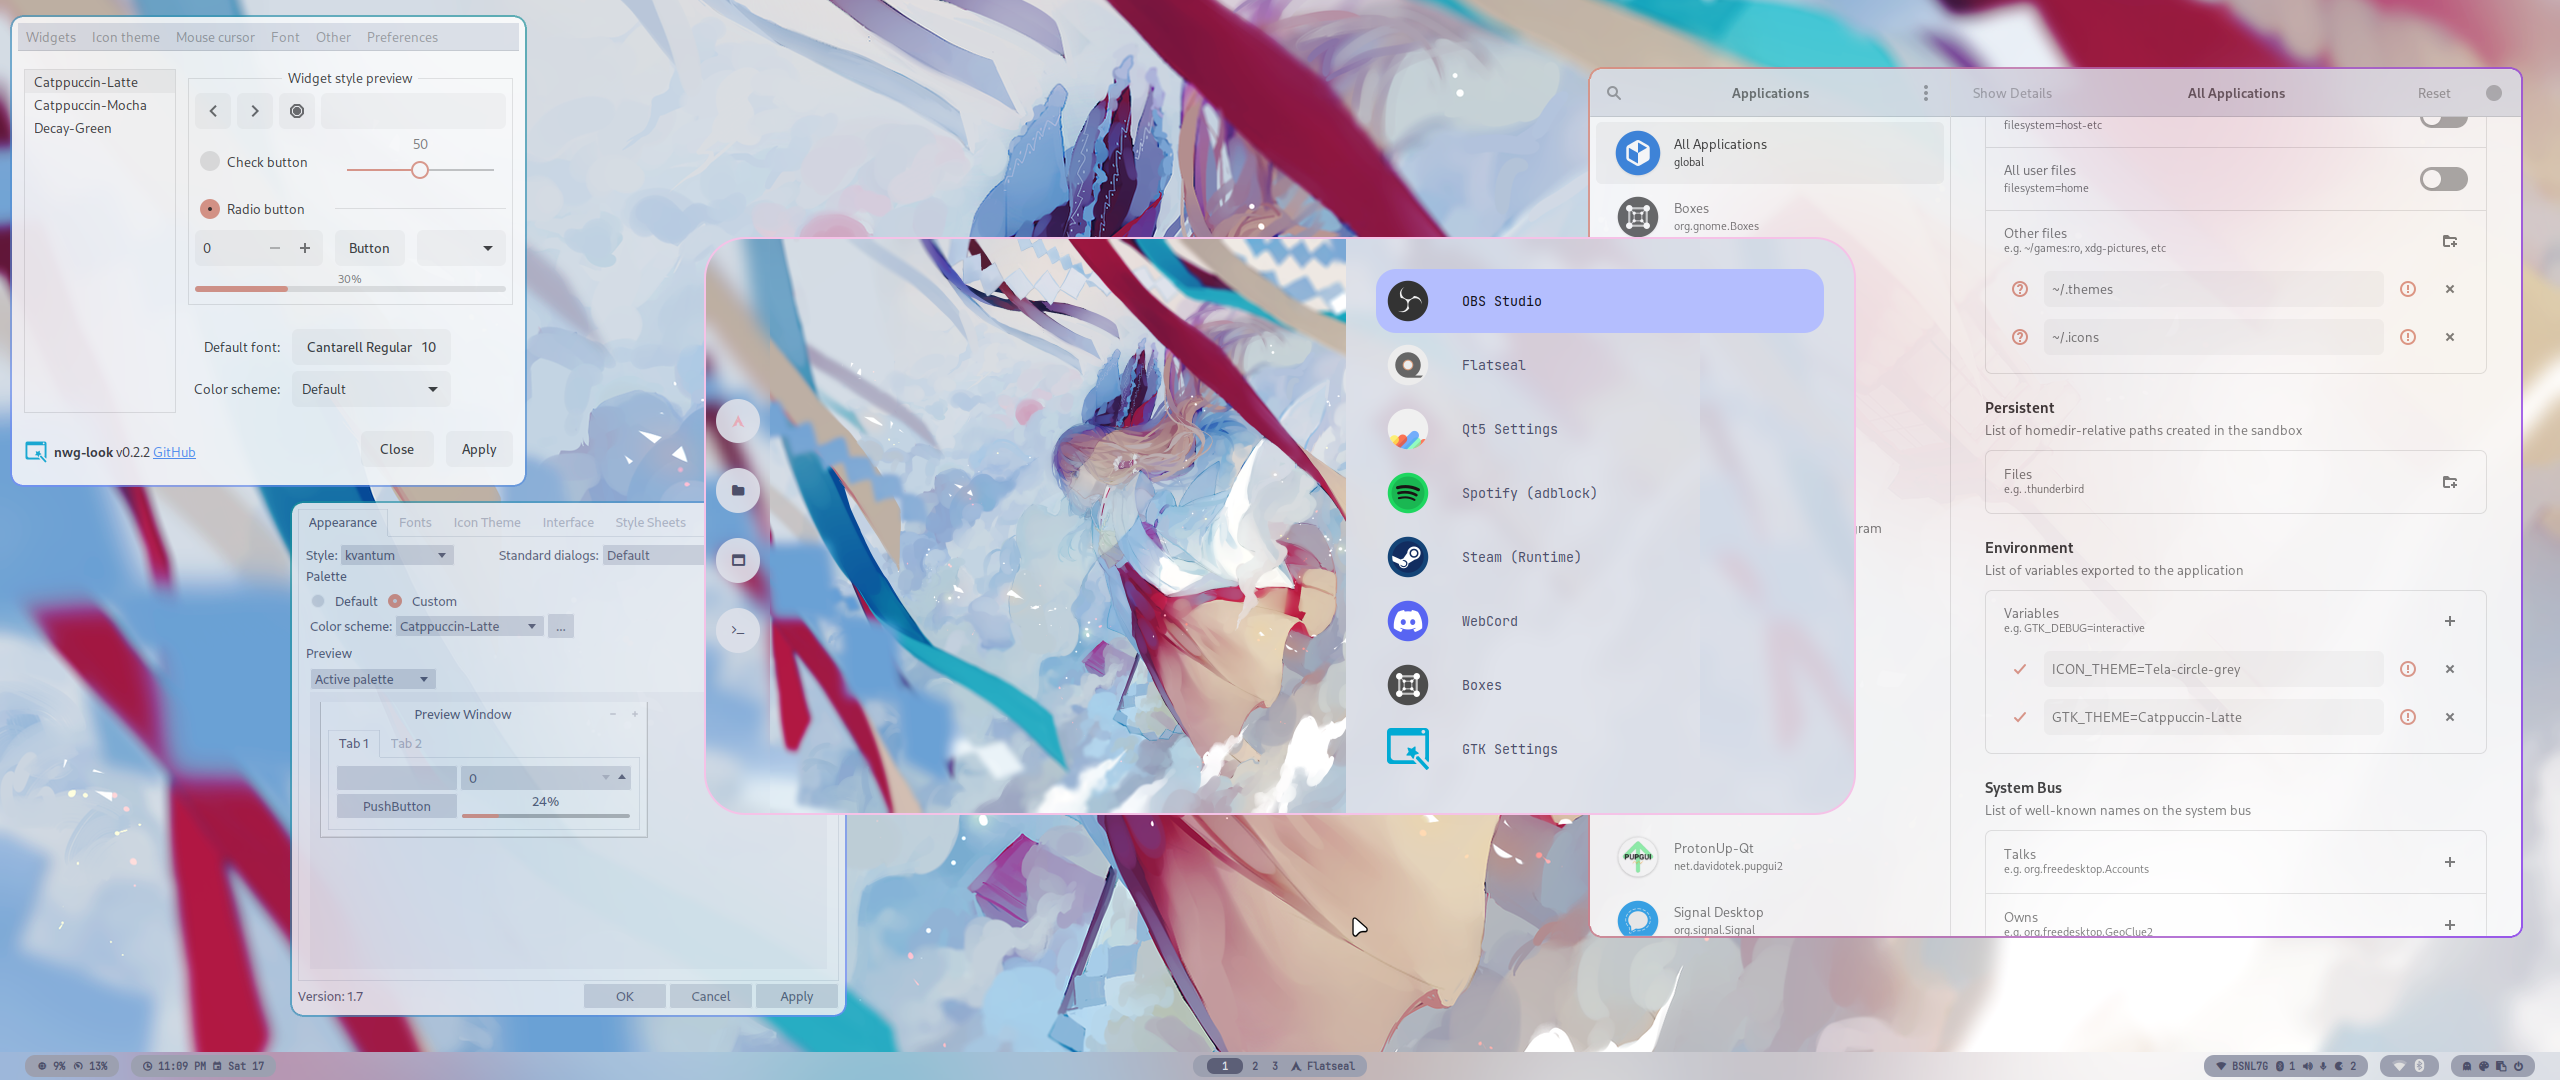 Widgets Icon theme Mouse cursor Font Other Preferences
Catppuccin-Latte
Catppuccin-Mocha
Decay-Green
Widget style preview
50
Check button
Radio button
0 Button
30%
Default font: Cantarell Regular 10
Color scheme: Default
nwg-look v0.2.2 GitHub
Close Apply
Appearance Fonts Icon Theme Interface Style Sheets
Style: kvantum Standard dialogs: Default
Palette
Default Custom
Color scheme: Catppuccin-Latte ...
Preview
Active palette
Preview Window
Tab 1 Tab 2
0
PushButton 24%
Version: 1.7 OK Cancel Apply
OBS Studio
Flatseal
Qt5 Settings
Spotify (adblock)
Steam (Runtime)
WebCord
Boxes
GTK Settings
Applications
All Applications
global
Boxes
org.gnome.Boxes
gram
ProtonUp-Qt
net.davidotek.pupgui2
PUPGUI
Signal Desktop
org.signal.Signal
Show Details All Applications Reset
filesystem=host-etc
All user files
filesystem=home
Other files
e.g. ~/games:ro, xdg-pictures, etc
~/.themes
~/.icons
Persistent
List of homedir-relative paths created in the sandbox
Files
e.g. .thunderbird
Environment
List of variables exported to the application
Variables
e.g. GTK_DEBUG=interactive
ICON_THEME=Tela-circle-grey
GTK_THEME=Catppuccin-Latte
System Bus
List of well-known names on the system bus
Talks
e.g. org.freedesktop.Accounts
Owns
e.g. org.freedesktop.GeoClue2
9% 13% 11:09 PM Sat 17
1 2 3 Flatseal
BSNL7G 1 2